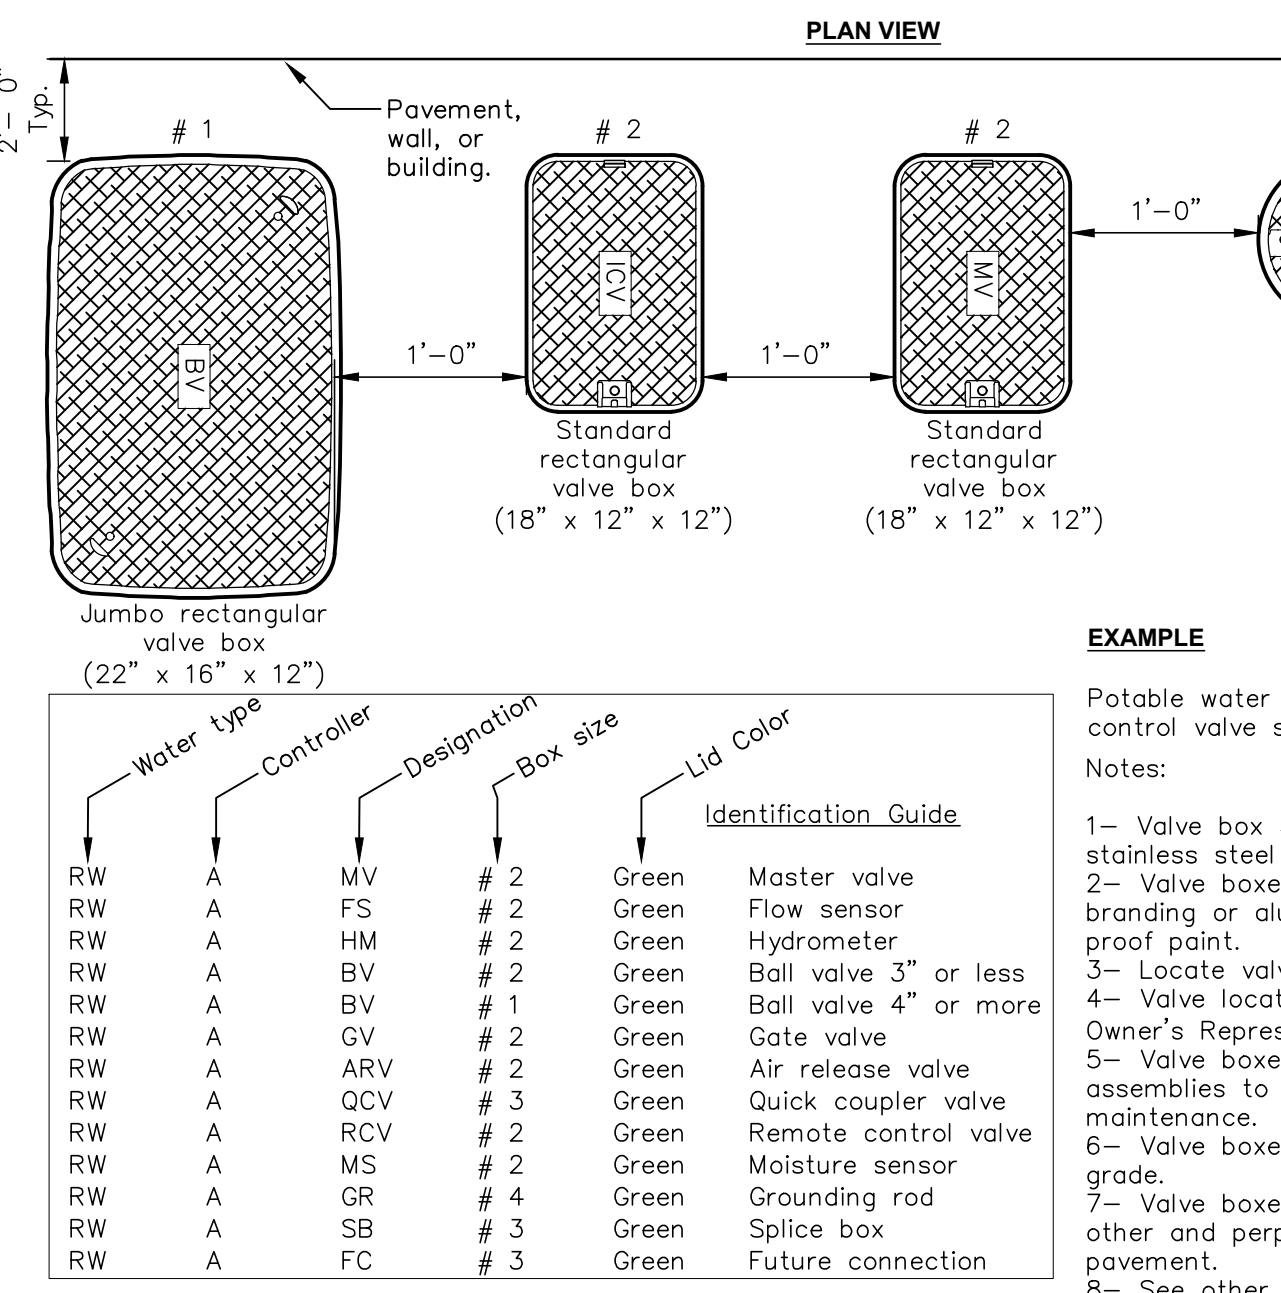 PLAN VIEW
2'- 0"
Typ.
Pavement,
wall, or
building.
# 1
# 2
# 2
1'-0"
1'-0"
1'-0"
BV
ICV
MV
Standard
rectangular
valve box
(18" x 12" x 12")
Standard
rectangular
valve box
(18" x 12" x 12")
Jumbo rectangular
valve box
(22" x 16" x 12")
Water type Controller Designation Box size Lid Color
Identification Guide
RW A MV # 2 Green Master valve
RW A FS # 2 Green Flow sensor
RW A HM # 2 Green Hydrometer
RW A BV # 2 Green Ball valve 3" or less
RW A BV # 1 Green Ball valve 4" or more
RW A GV # 2 Green Gate valve
RW A ARV # 2 Green Air release valve
RW A QCV # 3 Green Quick coupler valve
RW A RCV # 2 Green Remote control valve
RW A MS # 2 Green Moisture sensor
RW A GR # 4 Green Grounding rod
RW A SB # 3 Green Splice box
RW A FC # 3 Green Future connection
EXAMPLE
Potable water
control valve
Notes:
1- Valve box
stainless steel
2- Valve
branding or
proof paint.
3- Locate
4- Valve
Owner's
5- Valve
assemblies to
maintenance.
6- Valve
grade.
7- Valve
other and
pavement.
8- See other